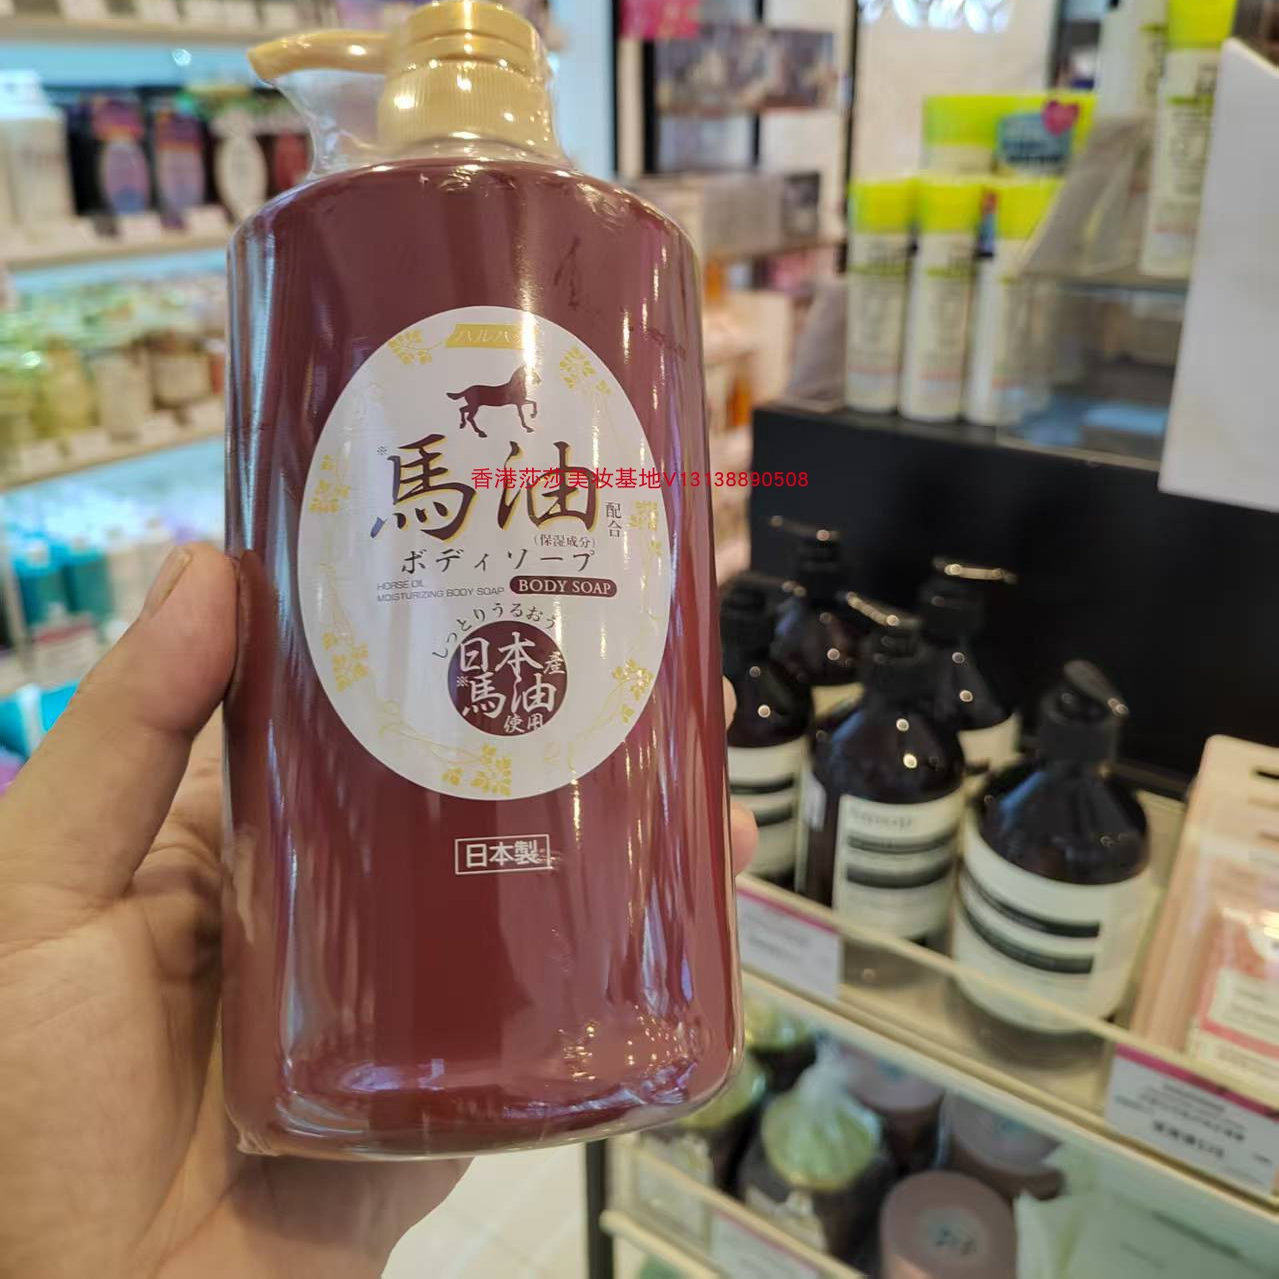 ハルハ
※馬油
配合
(保湿成分)
ボディソープ
HORSE OIL
MOISTURIZING BODY SOAP
BODY SOAP
しっとりうるおう
日本産
※馬油
使用
日本製
香港莎莎美妆基地V13138890508